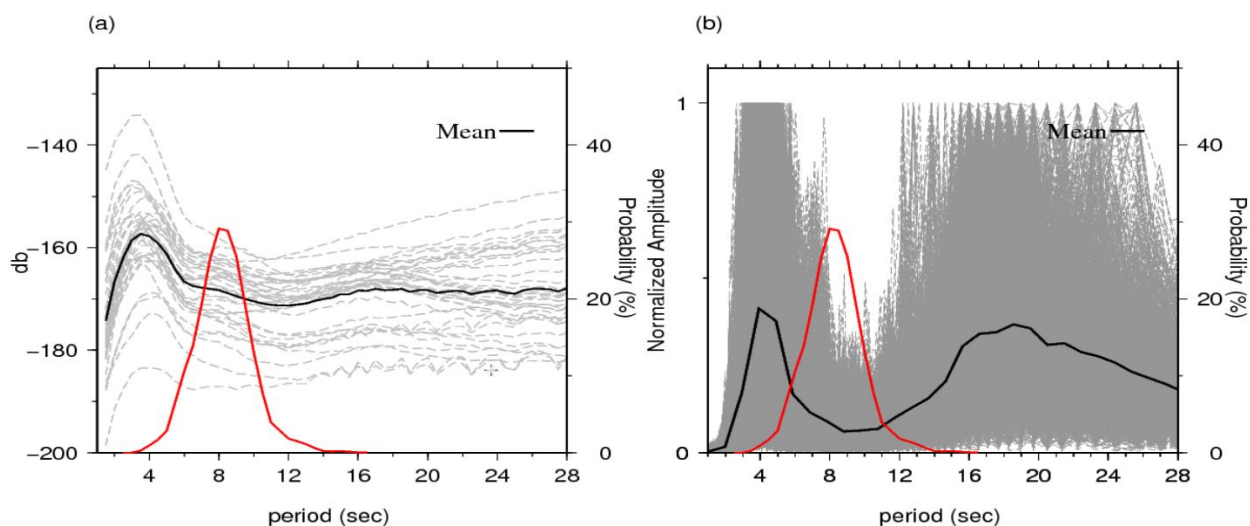 (a)
Mean
−140
−160
−180
−200
db
40
20
0
Probability (%)
4 8 12 16 20 24 28
period (sec)
(b)
Mean
1
0
Normalized Amplitude
40
20
0
Probability (%)
4 8 12 16 20 24 28
period (sec)